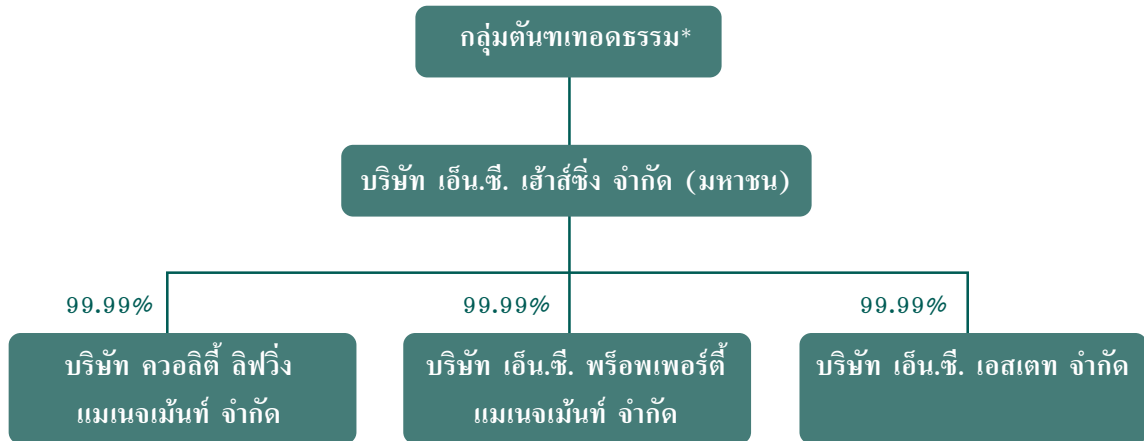 กลุ่มตันฑเทอดธรรม*
บริษัท เอ็น.ซี. เฮ้าส์ซิ่ง จำกัด (มหาชน)
99.99%
99.99%
99.99%
บริษัท ควอลิตี้ ลิฟวิ่ง
แมเนจเม้นท์ จำกัด
บริษัท เอ็น.ซี. พร็อพเพอร์ตี้
แมเนจเม้นท์ จำกัด
บริษัท เอ็น.ซี. เอสเตท จำกัด